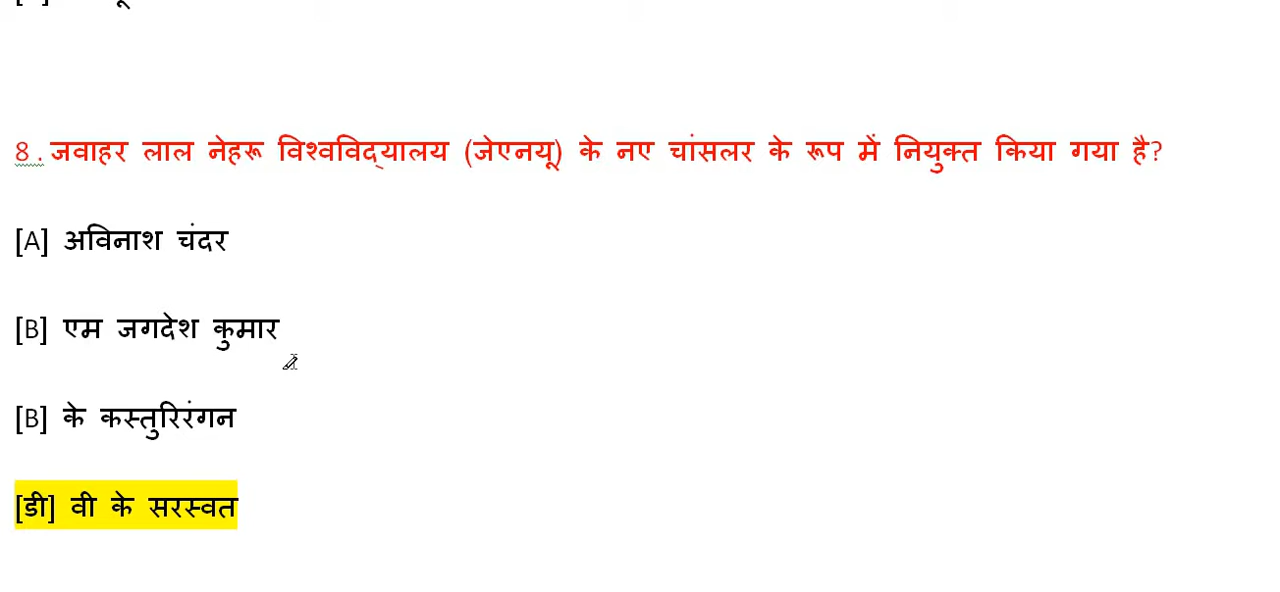 8 . जवाहर लाल नेहरू विश्वविद्यालय (जेएनयू) के नए चांसलर के रूप में नियुक्त किया गया है?
[A] अविनाश चंदर
[B] एम जगदेश कुमार
[B] के कस्तुरिरंगन
[डी] वी के सरस्वत